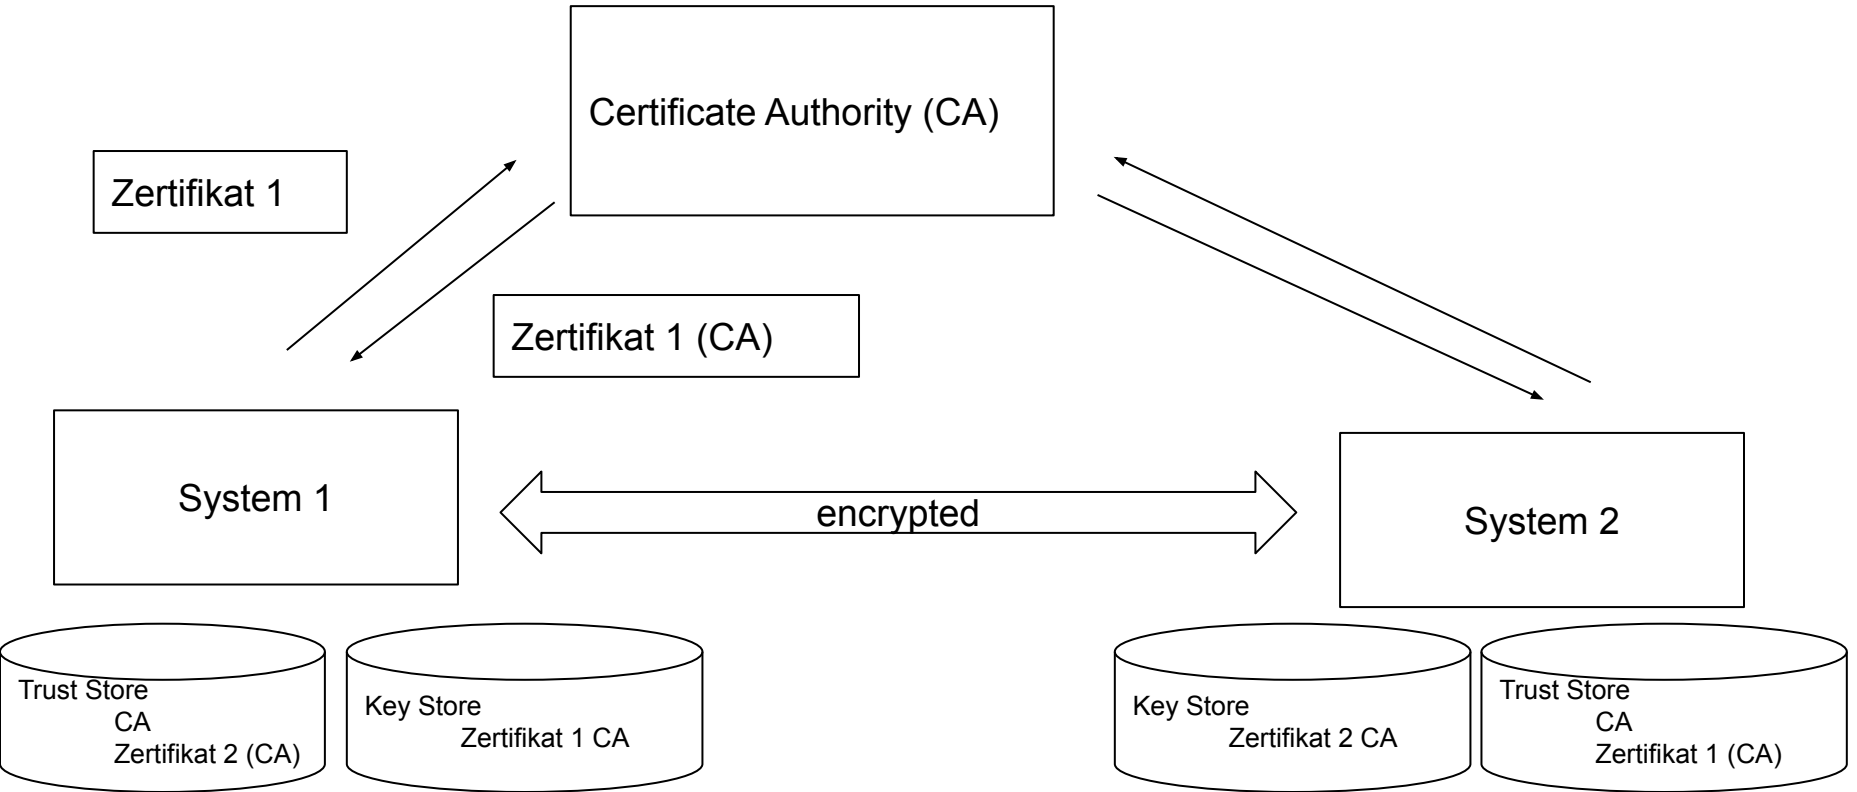 Certificate Authority (CA)
Zertifikat 1
Zertifikat 1 (CA)
System 1
encrypted
System 2
Trust Store
CA
Zertifikat 2 (CA)
Key Store
Zertifikat 1 CA
Key Store
Zertifikat 2 CA
Trust Store
CA
Zertifikat 1 (CA)